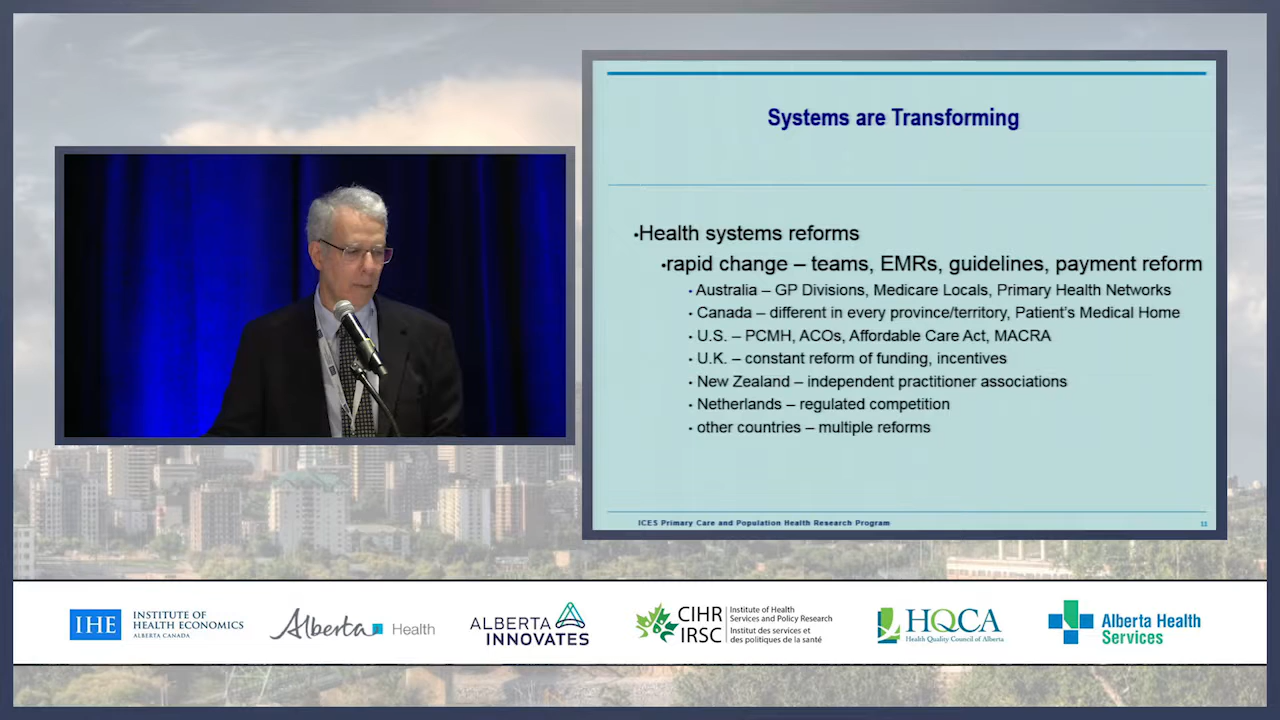 Systems are Transforming
•Health systems reforms
•rapid change – teams, EMRs, guidelines, payment reform
• Australia – GP Divisions, Medicare Locals, Primary Health Networks
• Canada – different in every province/territory, Patient's Medical Home
• U.S. – PCMH, ACOs, Affordable Care Act, MACRA
• U.K. – constant reform of funding, incentives
• New Zealand – independent practitioner associations
• Netherlands – regulated competition
• other countries – multiple reforms
ICES Primary Care and Population Health Research Program
11
IHE
INSTITUTE OF
HEALTH ECONOMICS
ALBERTA CANADA
Alberta Health
ALBERTA
INNOVATES
CIHR
IRSC
Institute of Health
Services and Policy Research
Institut des services et
des politiques de la santé
HQCA
Health Quality Council of Alberta
Alberta Health
Services